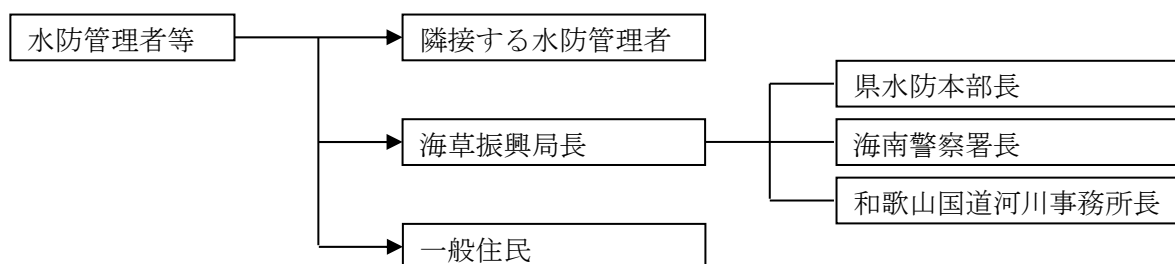 水防管理者等
隣接する水防管理者
県水防本部長
海草振興局長
海南警察署長
和歌山国道河川事務所長
一般住民